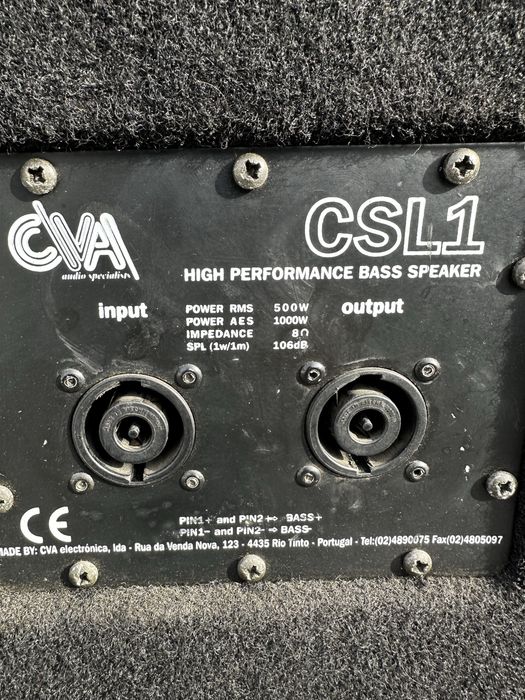 CVA
audio specialists
CSL1
HIGH PERFORMANCE BASS SPEAKER
input
output
POWER RMS 500W
POWER AES 1000W
IMPEDANCE 8Ω
SPL (1w/1m) 106dB
CE
PIN1+ and PIN2+⇨ BASS+
PIN1- and PIN2- ⇨ BASS-
MADE BY: CVA electrónica, lda - Rua da Venda Nova, 123 - 4435 Rio Tinto - Portugal - Tel:(02)4890075 Fax(02)4805097